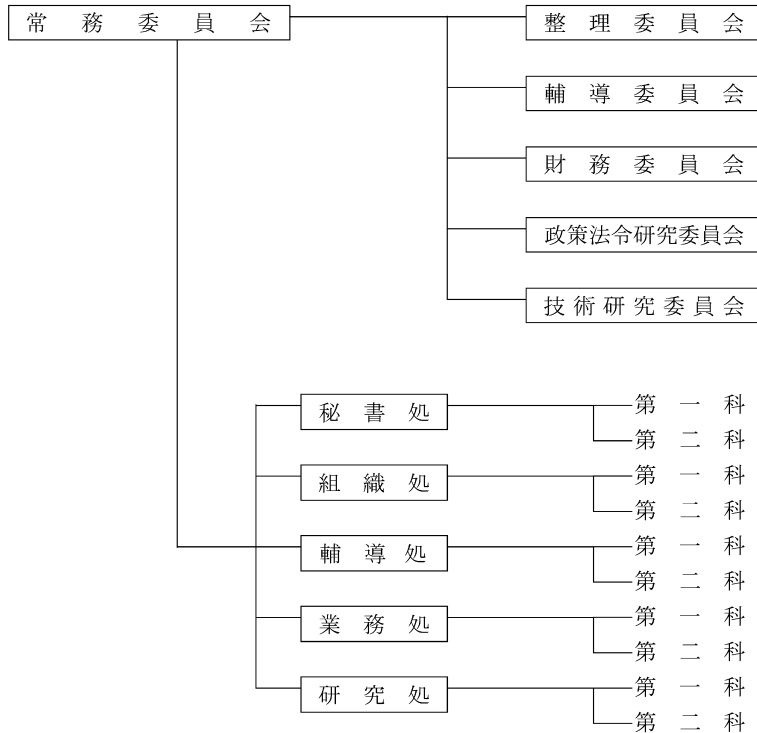 常務委員会
整理委員会
輔導委員会
財務委員会
政策法令研究委員会
技術研究委員会
秘書処
第一科
第二科
組織処
第一科
第二科
輔導処
第一科
第二科
業務処
第一科
第二科
研究処
第一科
第二科